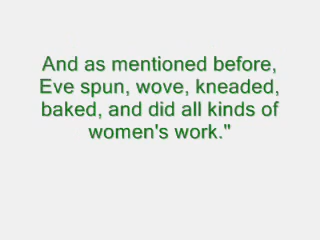 And as mentioned before,
Eve spun, wove, kneaded,
baked, and did all kinds of
women's work."